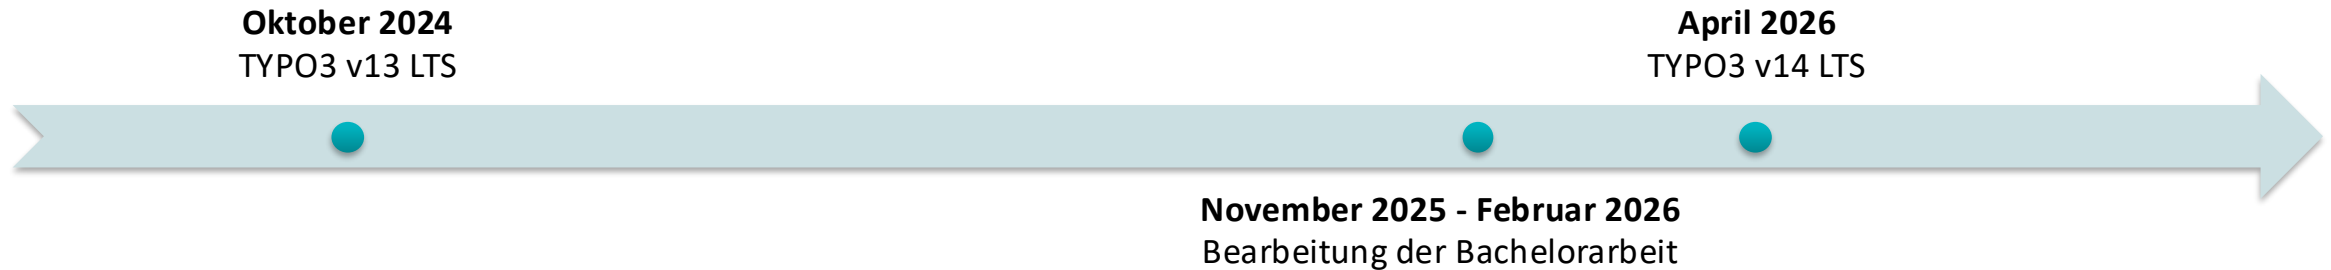 Oktober 2024
TYPO3 v13 LTS
April 2026
TYPO3 v14 LTS
November 2025 - Februar 2026
Bearbeitung der Bachelorarbeit